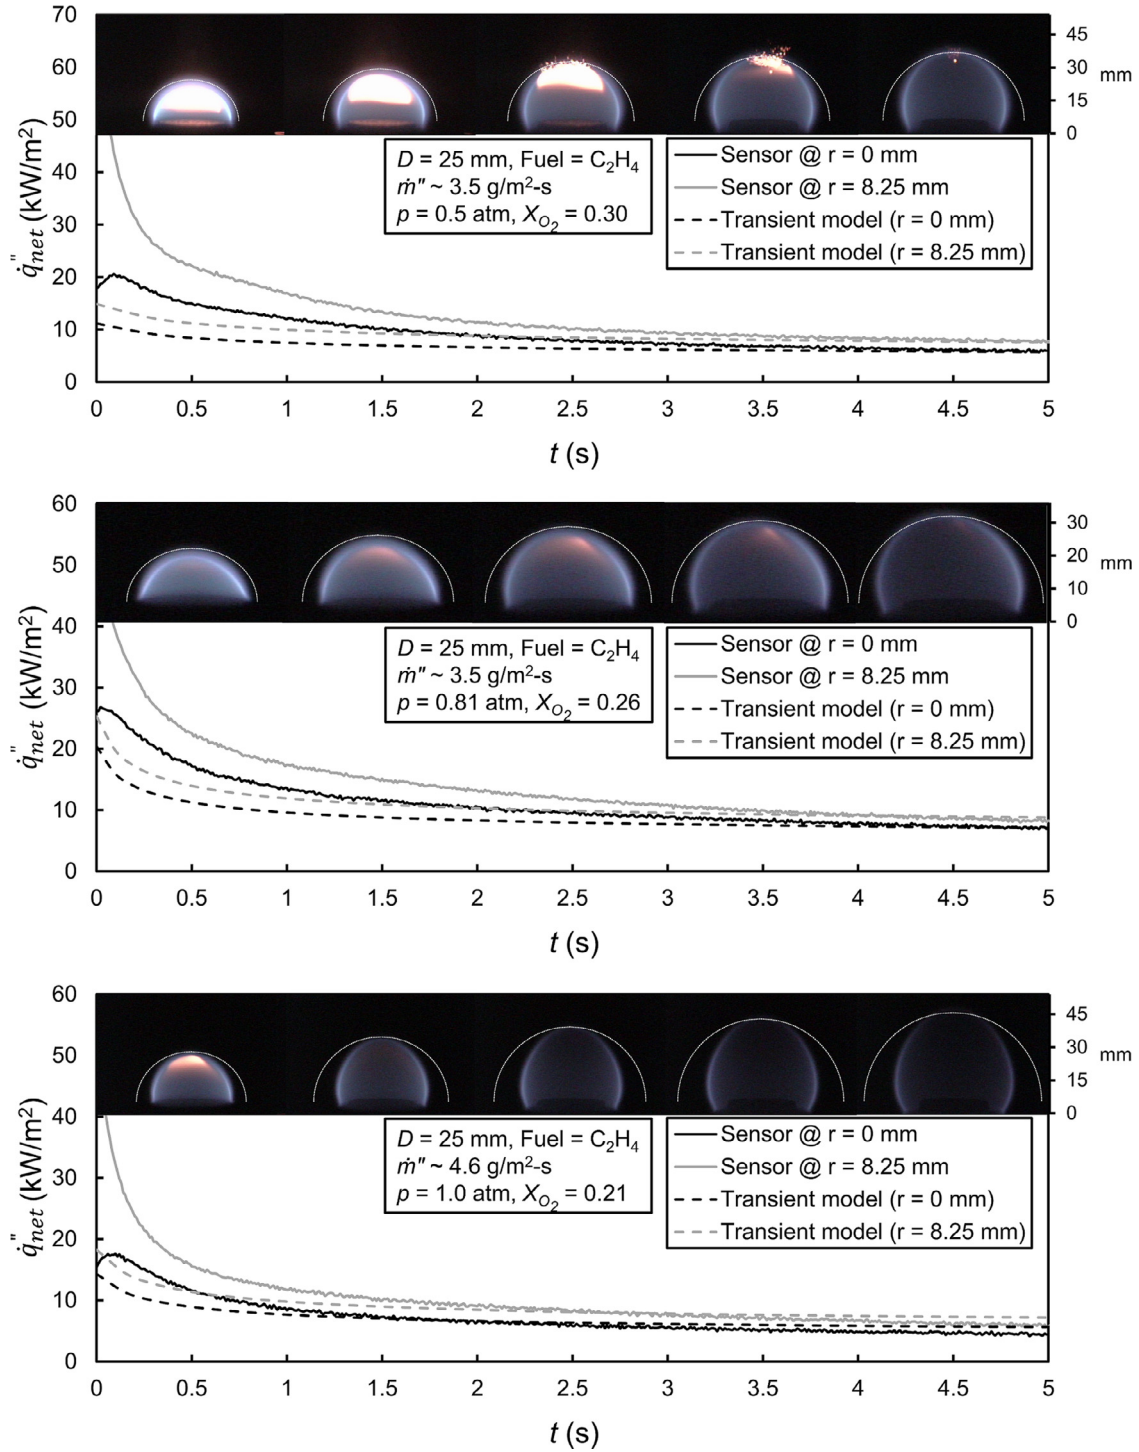 70
60
50
40
30
20
10
0
q̇″net (kW/m²)
45
30
15
0
mm
D = 25 mm, Fuel = C₂H₄
ṁ″ ~ 3.5 g/m²-s
p = 0.5 atm, X_O₂ = 0.30
Sensor @ r = 0 mm
Sensor @ r = 8.25 mm
Transient model (r = 0 mm)
Transient model (r = 8.25 mm)
0 0.5 1 1.5 2 2.5 3 3.5 4 4.5 5
t (s)
60
50
40
30
20
10
0
q̇″net (kW/m²)
30
20
10
0
mm
D = 25 mm, Fuel = C₂H₄
ṁ″ ~ 3.5 g/m²-s
p = 0.81 atm, X_O₂ = 0.26
Sensor @ r = 0 mm
Sensor @ r = 8.25 mm
Transient model (r = 0 mm)
Transient model (r = 8.25 mm)
0 0.5 1 1.5 2 2.5 3 3.5 4 4.5 5
t (s)
60
50
40
30
20
10
0
q̇″net (kW/m²)
45
30
15
0
mm
D = 25 mm, Fuel = C₂H₄
ṁ″ ~ 4.6 g/m²-s
p = 1.0 atm, X_O₂ = 0.21
Sensor @ r = 0 mm
Sensor @ r = 8.25 mm
Transient model (r = 0 mm)
Transient model (r = 8.25 mm)
0 0.5 1 1.5 2 2.5 3 3.5 4 4.5 5
t (s)